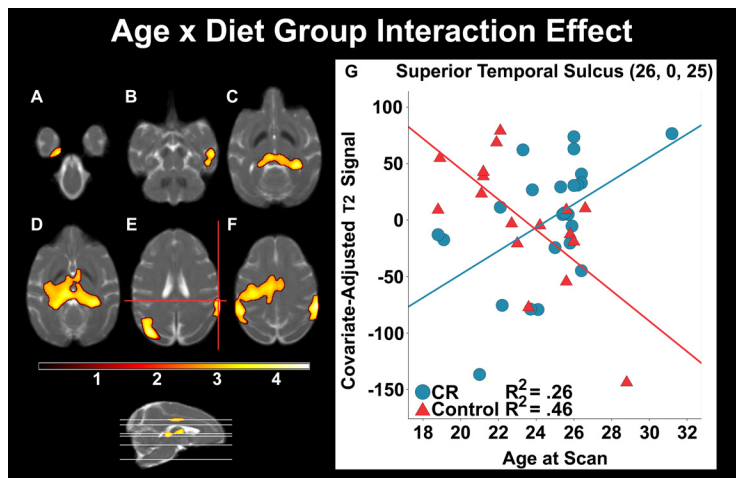 Age x Diet Group Interaction Effect
A
B
C
D
E
F
1 2 3 4
G Superior Temporal Sulcus (26, 0, 25)
Covariate-Adjusted T2 Signal
100
50
0
-50
-100
-150
CR R² = .26
Control R² = .46
18 20 22 24 26 28 30 32
Age at Scan